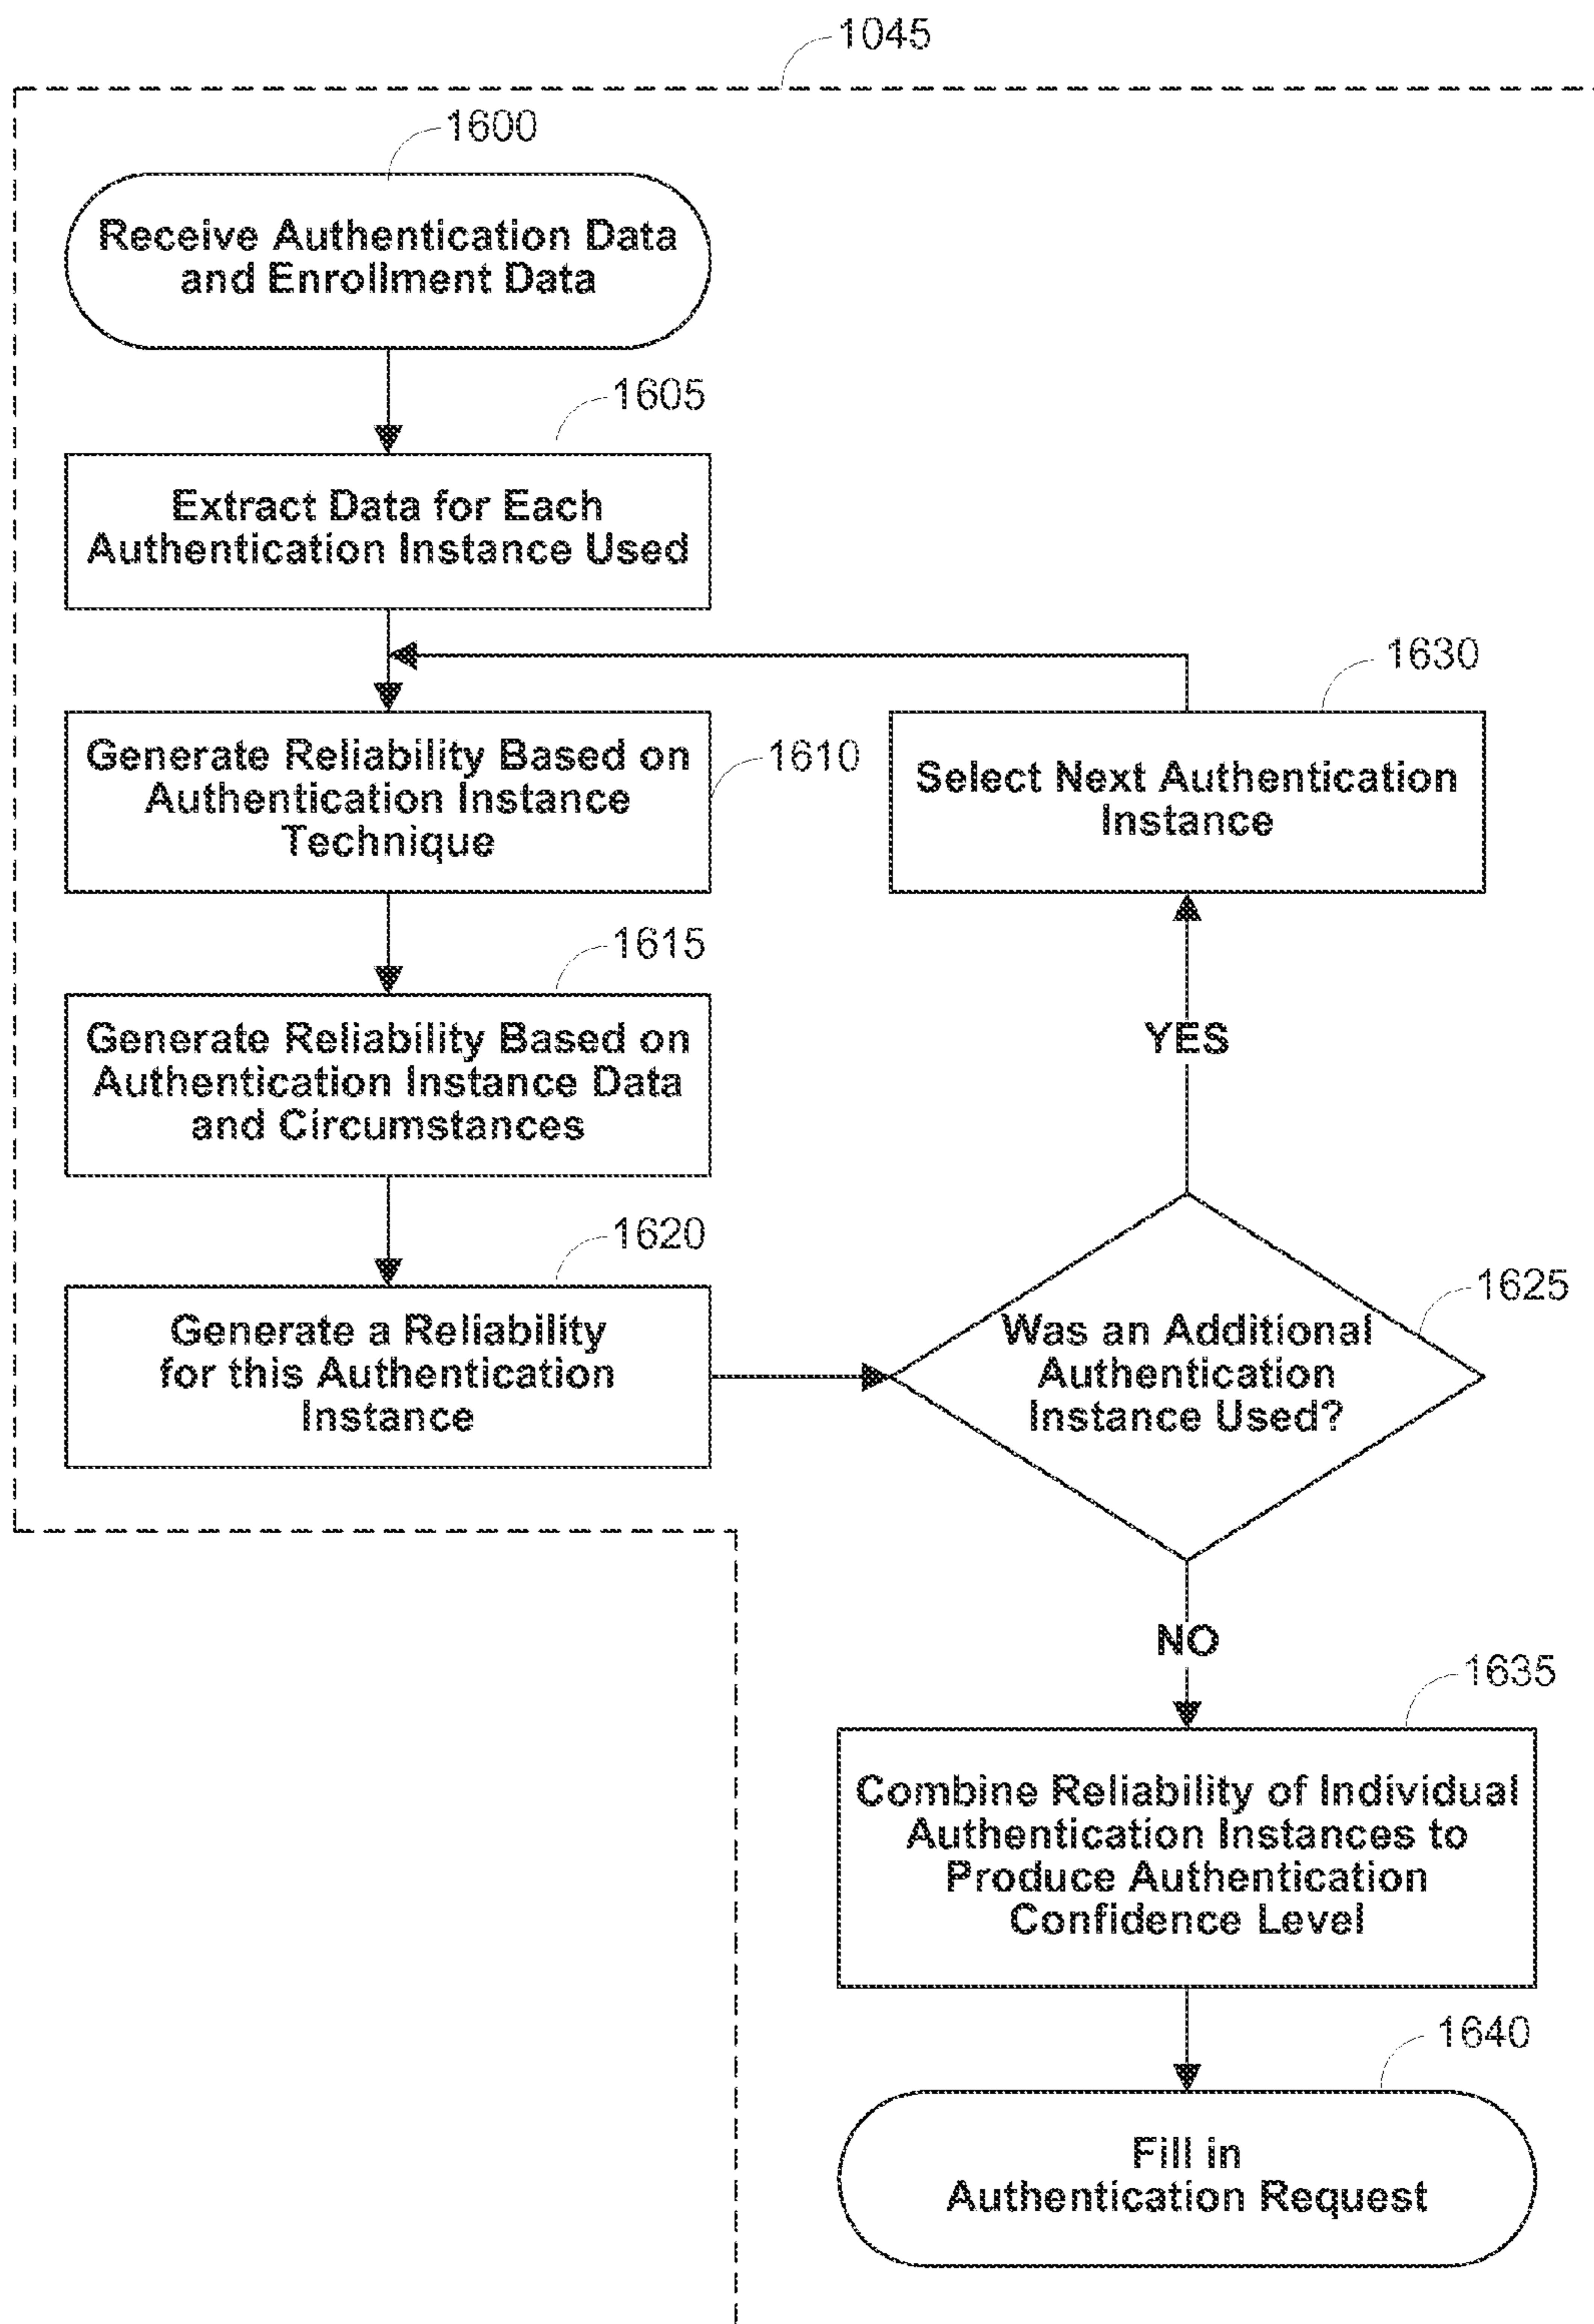 1045
1600
Receive Authentication Data
and Enrollment Data
1605
Extract Data for Each
Authentication Instance Used
1630
Generate Reliability Based on
Authentication Instance
Technique
1610
Select Next Authentication
Instance
1615
Generate Reliability Based on
Authentication Instance Data
and Circumstances
YES
1620
Generate a Reliability
for this Authentication
Instance
1625
Was an Additional
Authentication
Instance Used?
NO
1635
Combine Reliability of Individual
Authentication Instances to
Produce Authentication
Confidence Level
1640
Fill in
Authentication Request